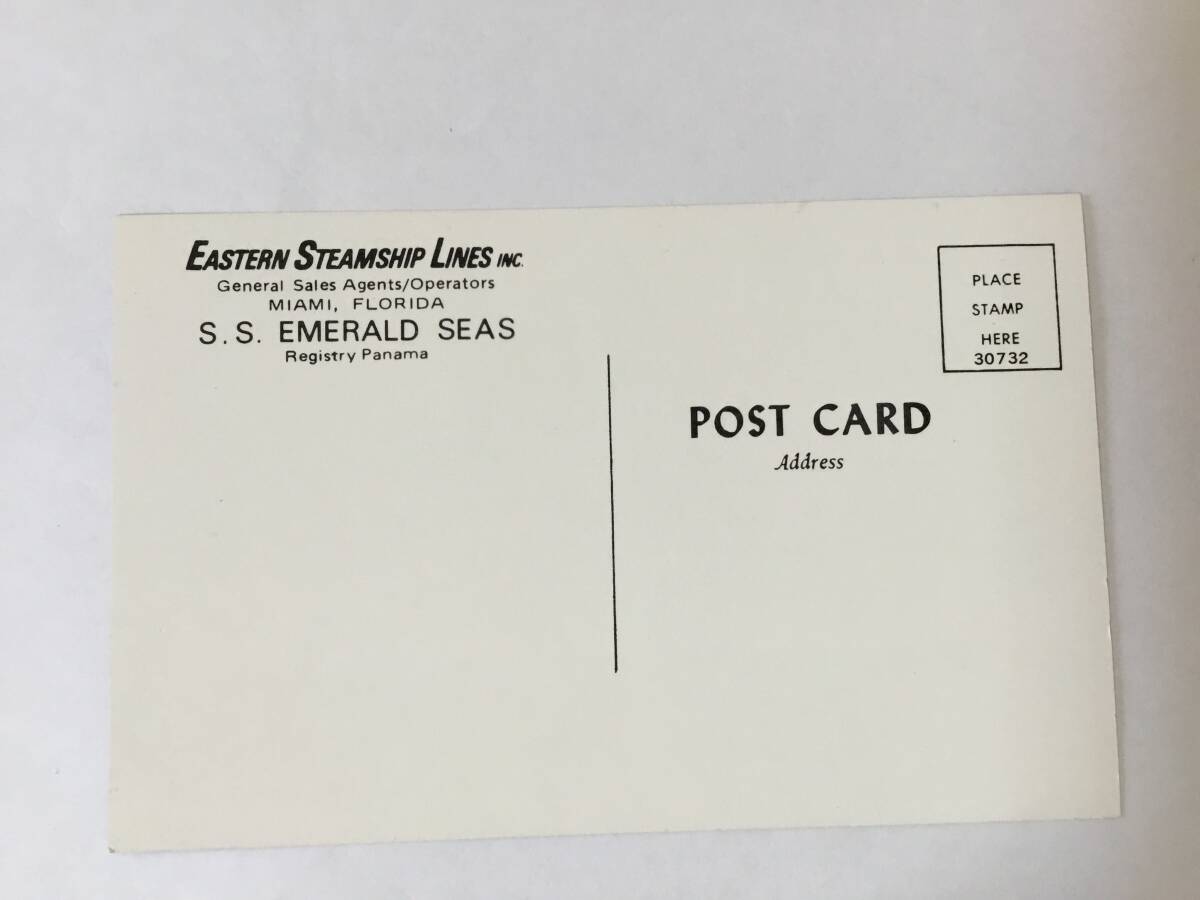 EASTERN STEAMSHIP LINES INC.
General Sales Agents/Operators
MIAMI, FLORIDA
S.S. EMERALD SEAS
Registry Panama
PLACE
STAMP
HERE
30732
POST CARD
Address